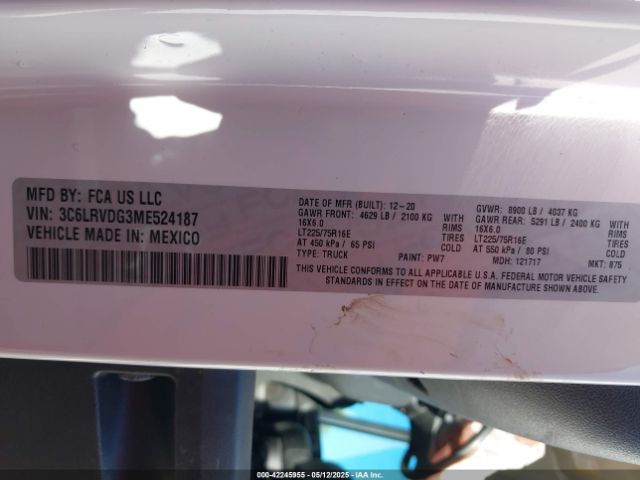 MFD BY: FCA US LLC
VIN: 3C6LRVDG3ME524187
VEHICLE MADE IN: MEXICO
DATE OF MFR (BUILT): 12-20
GVWR: 8900 LB / 4037 KG
GAWR FRONT: 4629 LB / 2100 KG
GAWR REAR: 5291 LB / 2400 KG
16X6.0 RIMS
16X6.0 RIMS
LT225/75R16E TIRES
LT225/75R16E TIRES
AT 450 kPa / 65 PSI COLD
AT 550 kPa / 80 PSI COLD
TYPE: TRUCK PAINT: PW7 MDH: 121717 MKT: 875
THIS VEHICLE CONFORMS TO ALL APPLICABLE U.S.A. FEDERAL MOTOR VEHICLE SAFETY
STANDARDS IN EFFECT ON THE DATE OF MANUFACTURE SHOWN ABOVE.
000-42245955 - 05/12/2025 - IAA Inc.